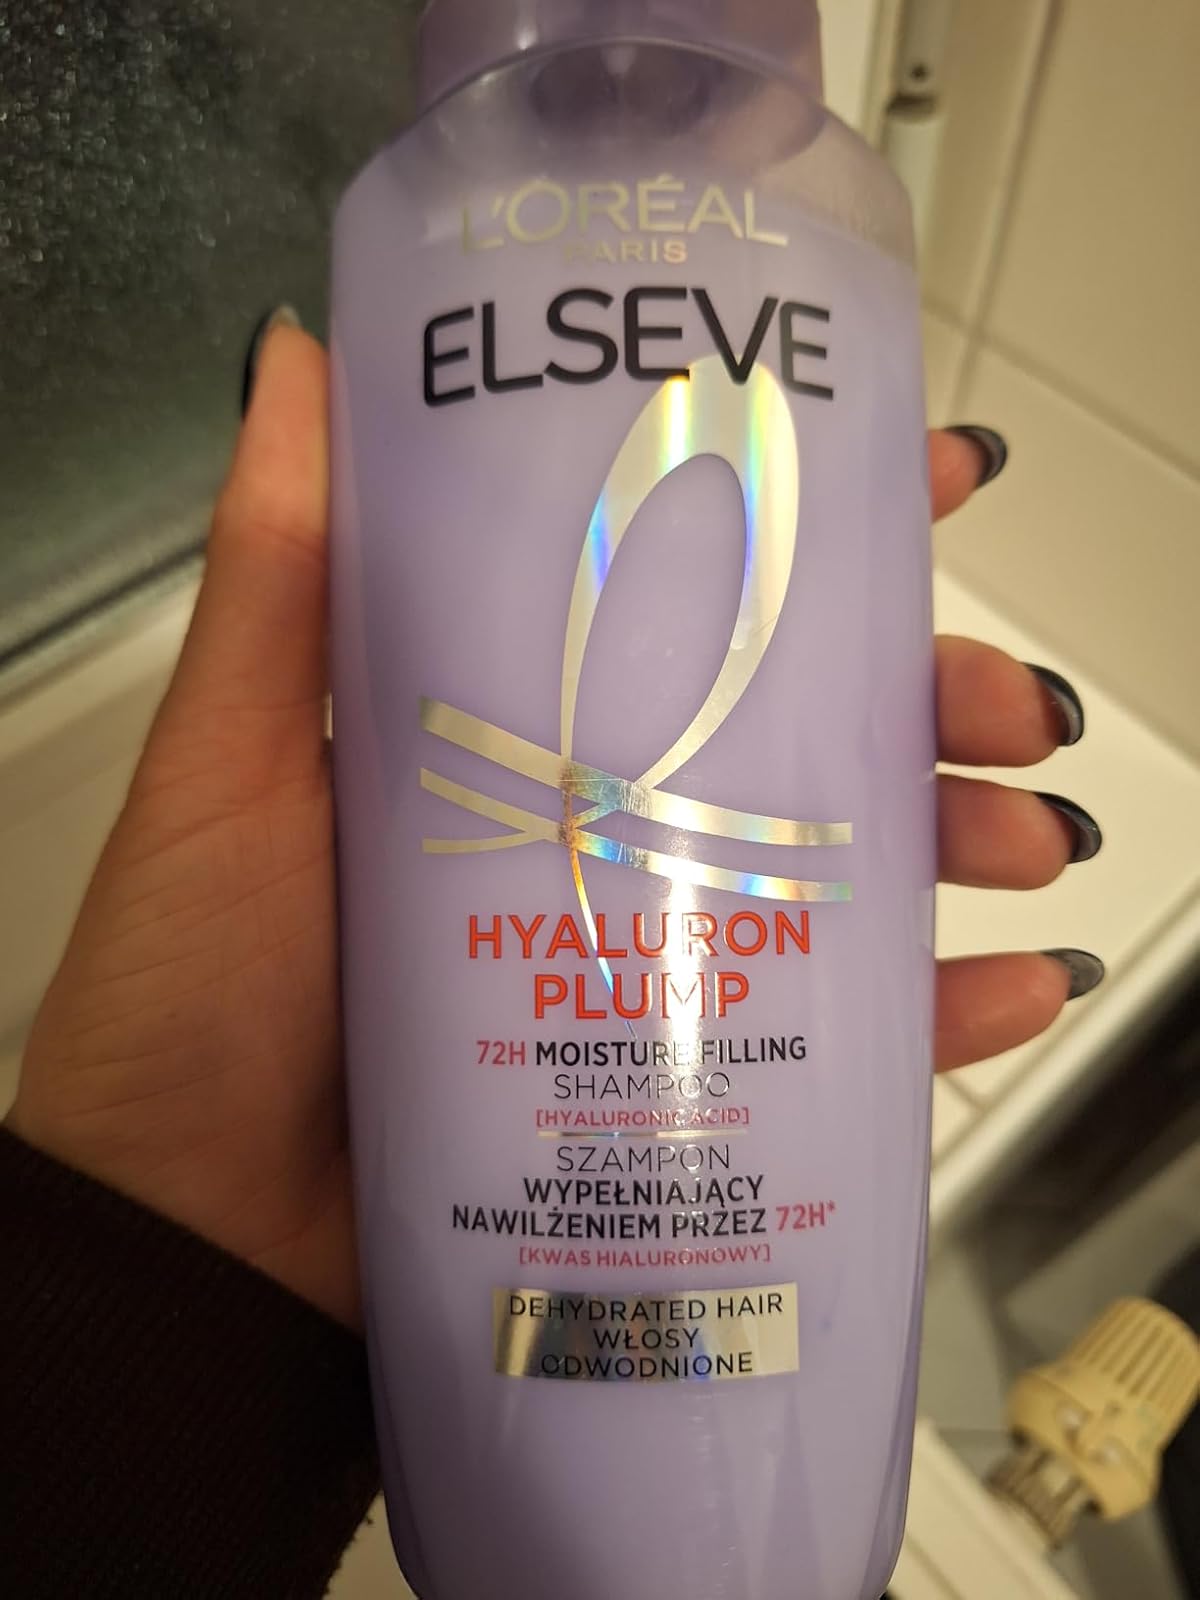 L'ORÉAL
PARIS
ELSEVE
HYALURON
PLUMP
72H MOISTURE FILLING
SHAMPOO
[HYALURONIC ACID]
SZAMPON
WYPEŁNIAJĄCY
NAWILŻENIEM PRZEZ 72H*
[KWAS HIALURONOWY]
DEHYDRATED HAIR
WŁOSY
ODWODNIONE